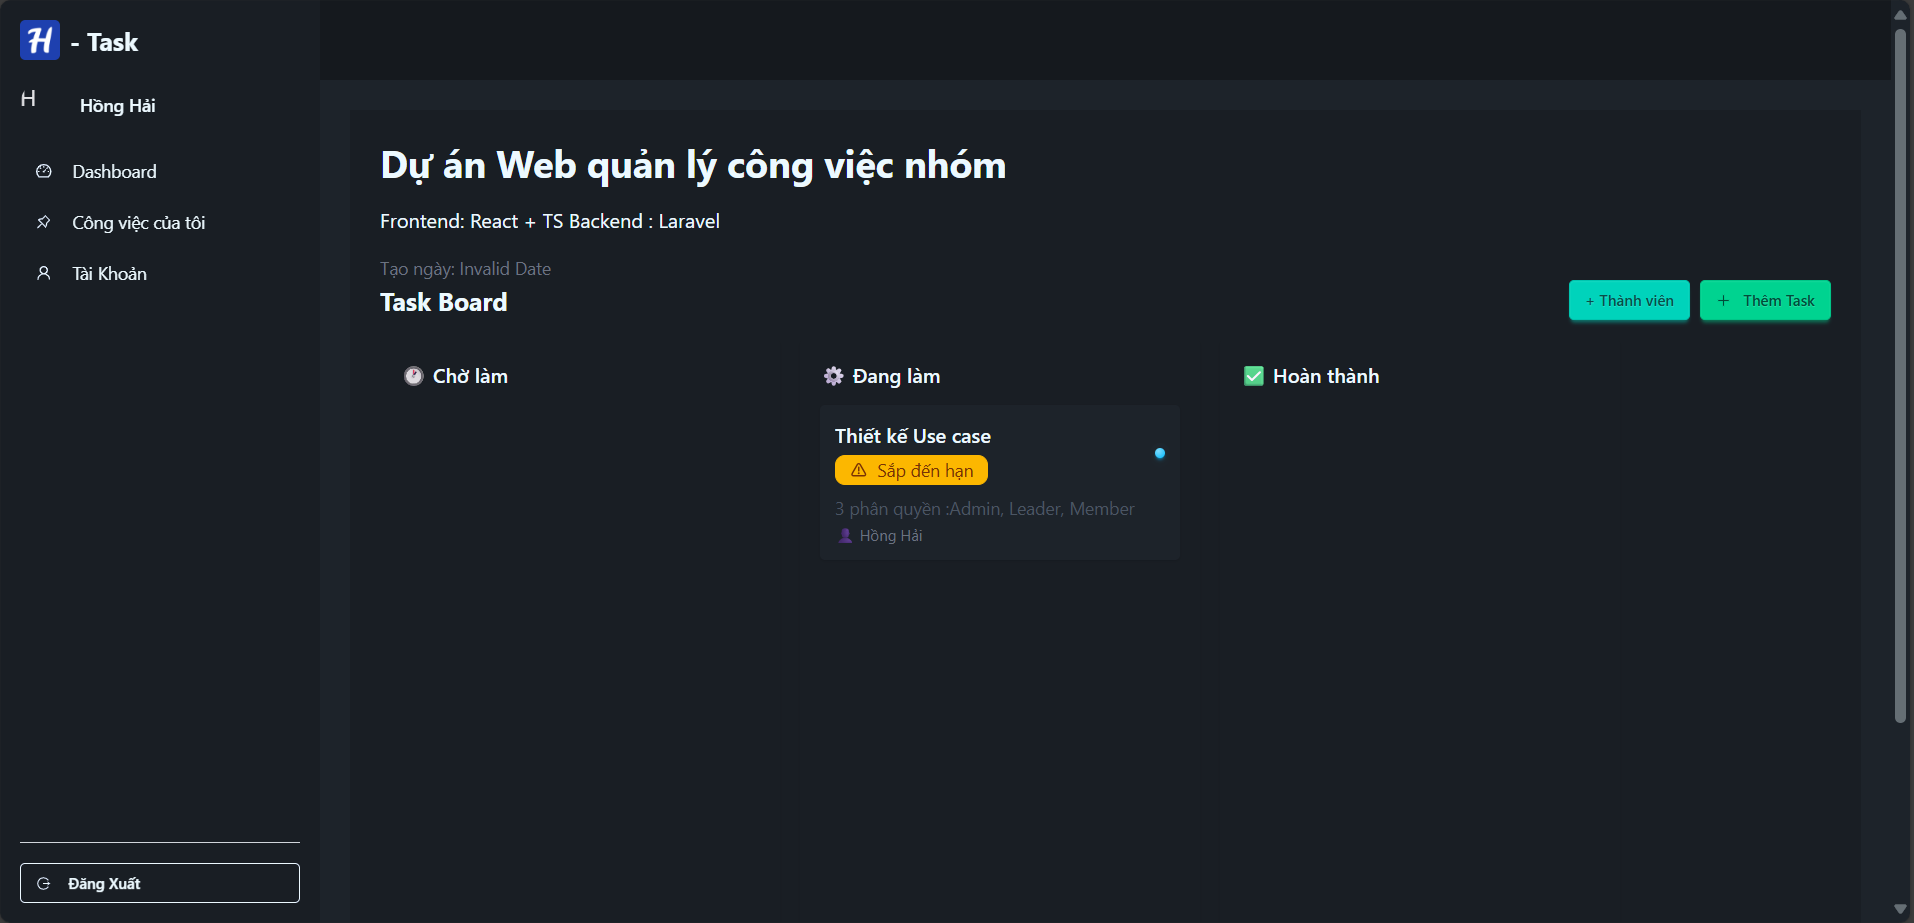 H - Task
H Hồng Hải
Dashboard
Công việc của tôi
Tài Khoản
Đăng Xuất
Dự án Web quản lý công việc nhóm
Frontend: React + TS Backend : Laravel
Tạo ngày: Invalid Date
Task Board
+ Thành viên
+ Thêm Task
Chờ làm
Đang làm
Thiết kế Use case
Sắp đến hạn
3 phân quyền :Admin, Leader, Member
Hồng Hải
Hoàn thành